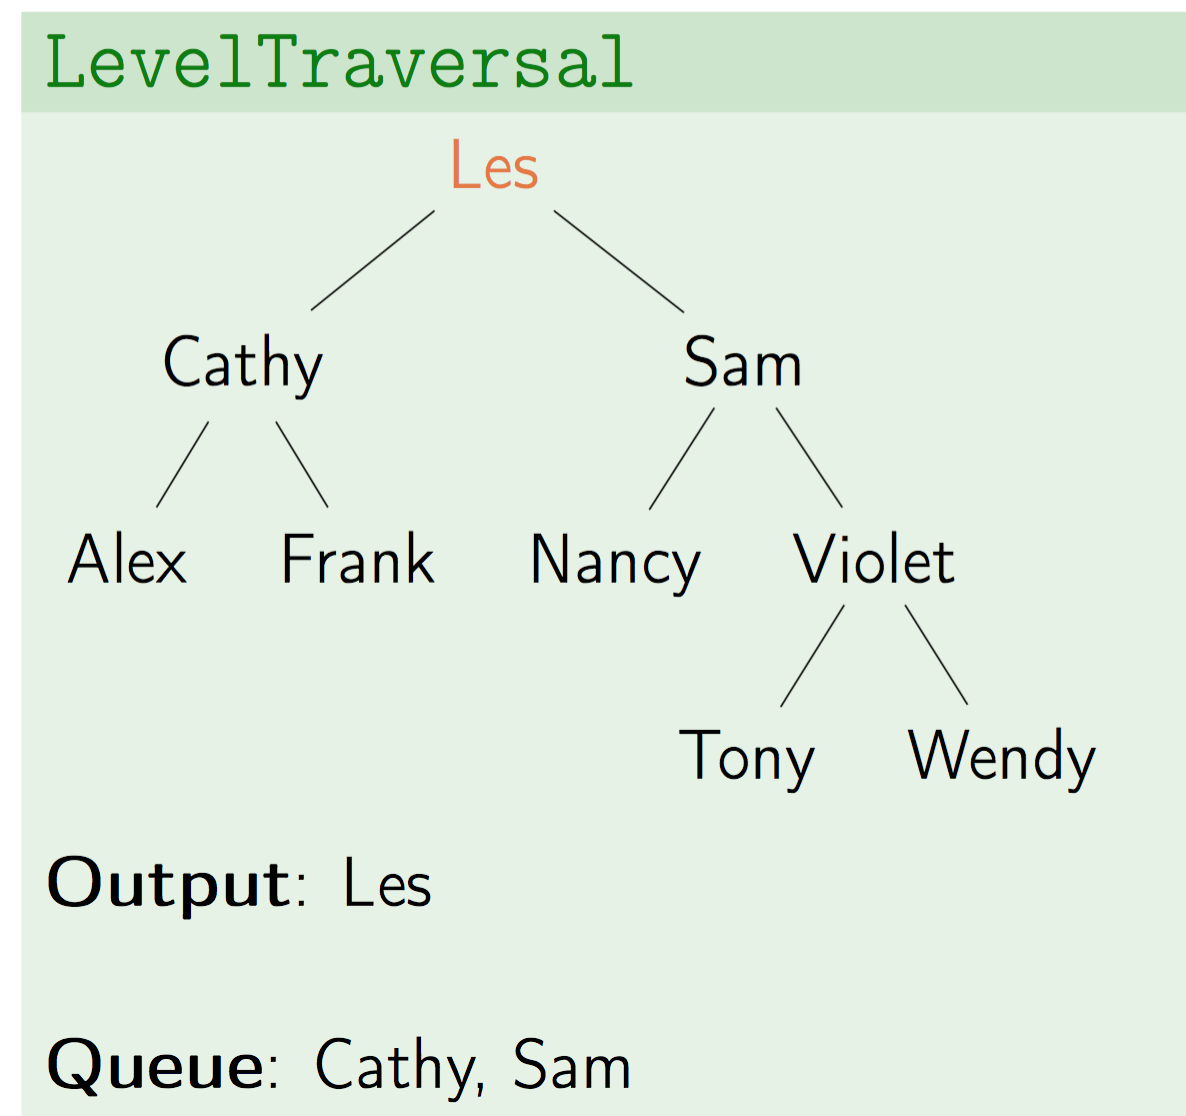 LevelTraversal
Les
Cathy Sam
Alex Frank Nancy Violet
Tony Wendy
Output: Les
Queue: Cathy, Sam